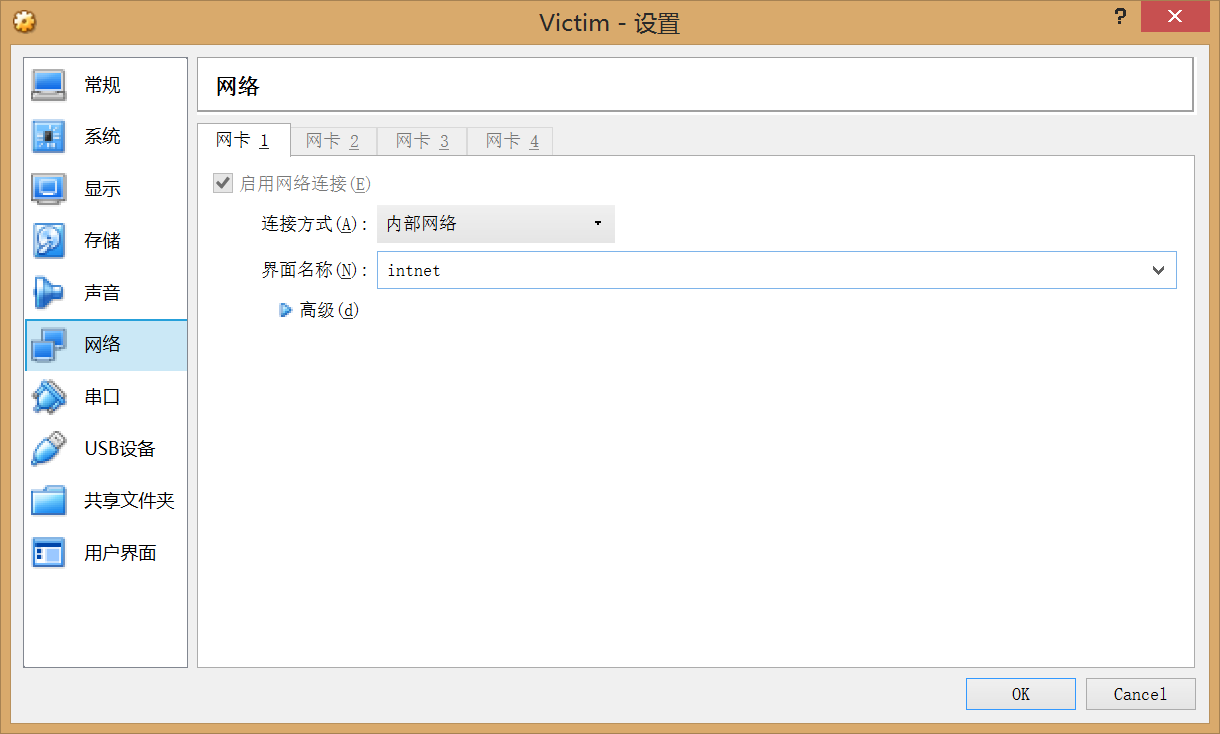 Victim - 设置
?
常规
系统
显示
存储
声音
网络
串口
USB设备
共享文件夹
用户界面
网络
网卡 1 网卡 2 网卡 3 网卡 4
启用网络连接(E)
连接方式(A): 内部网络
界面名称(N): intnet
高级(d)
OK Cancel